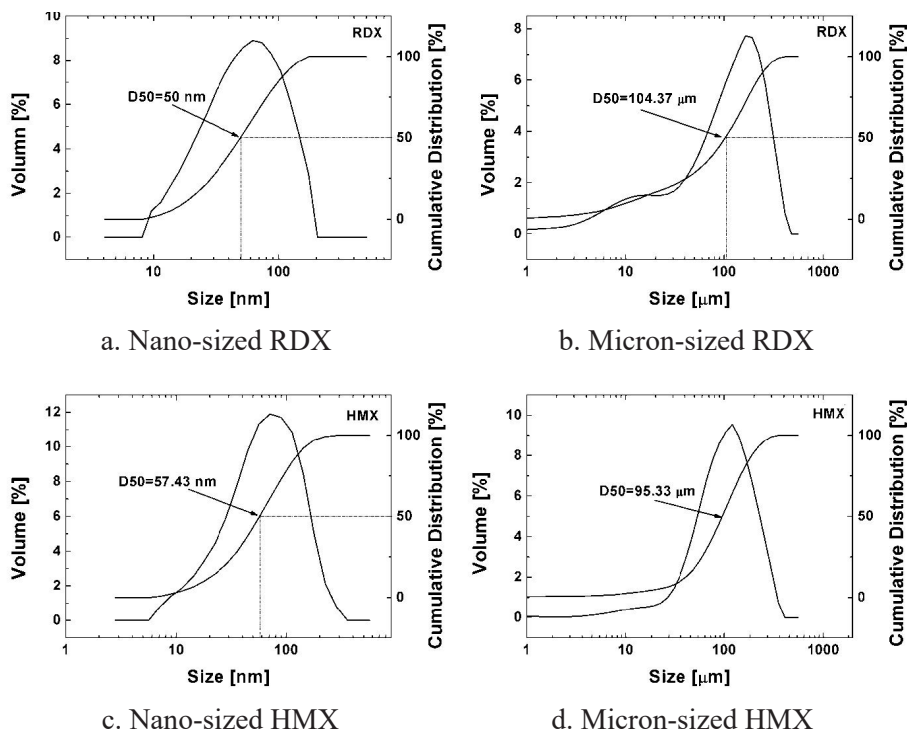 RDX
D50=50 nm
Volumn [%]
0
2
4
6
8
10
Cumulative Distribution [%]
0
50
100
10
100
Size [nm]
a. Nano-sized RDX
RDX
D50=104.37 μm
Volume [%]
0
2
4
6
8
Cumulative Distribution [%]
0
50
100
1
10
100
1000
Size [μm]
b. Micron-sized RDX
HMX
D50=57.43 nm
Volume [%]
0
2
4
6
8
10
12
Cumulative Distribution [%]
0
50
100
1
10
100
Size [nm]
c. Nano-sized HMX
HMX
D50=95.33 μm
Volume [%]
0
2
4
6
8
10
Cumulative Distribution [%]
0
50
100
1
10
100
1000
Size [μm]
d. Micron-sized HMX